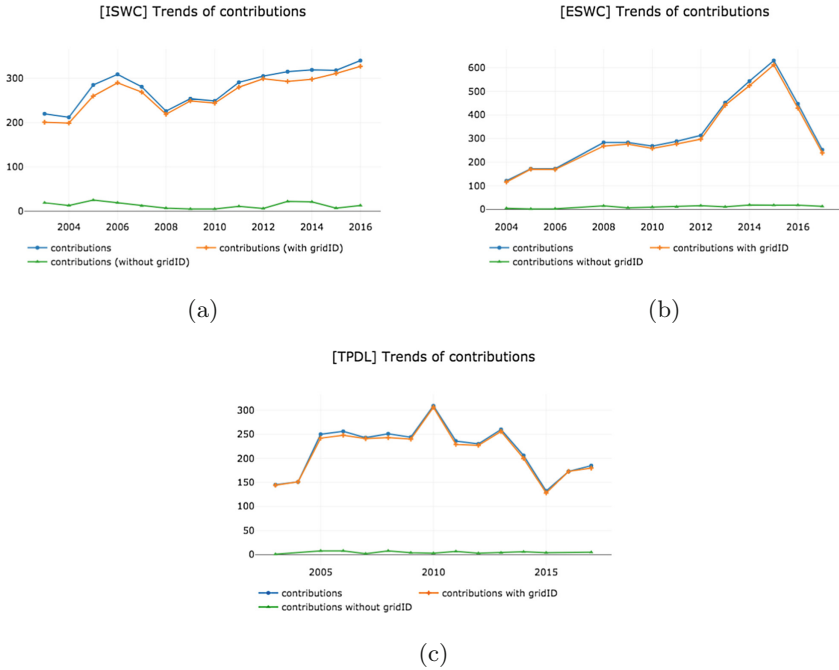 [ISWC] Trends of contributions
300
200
100
0
2004 2006 2008 2010 2012 2014 2016
contributions contributions (with gridID)
contributions (without gridID)
(a)
[ESWC] Trends of contributions
600
500
400
300
200
100
0
2004 2006 2008 2010 2012 2014 2016
contributions contributions with gridID
contributions without gridID
(b)
[TPDL] Trends of contributions
300
250
200
150
100
50
0
2005 2010 2015
contributions contributions with gridID
contributions without gridID
(c)